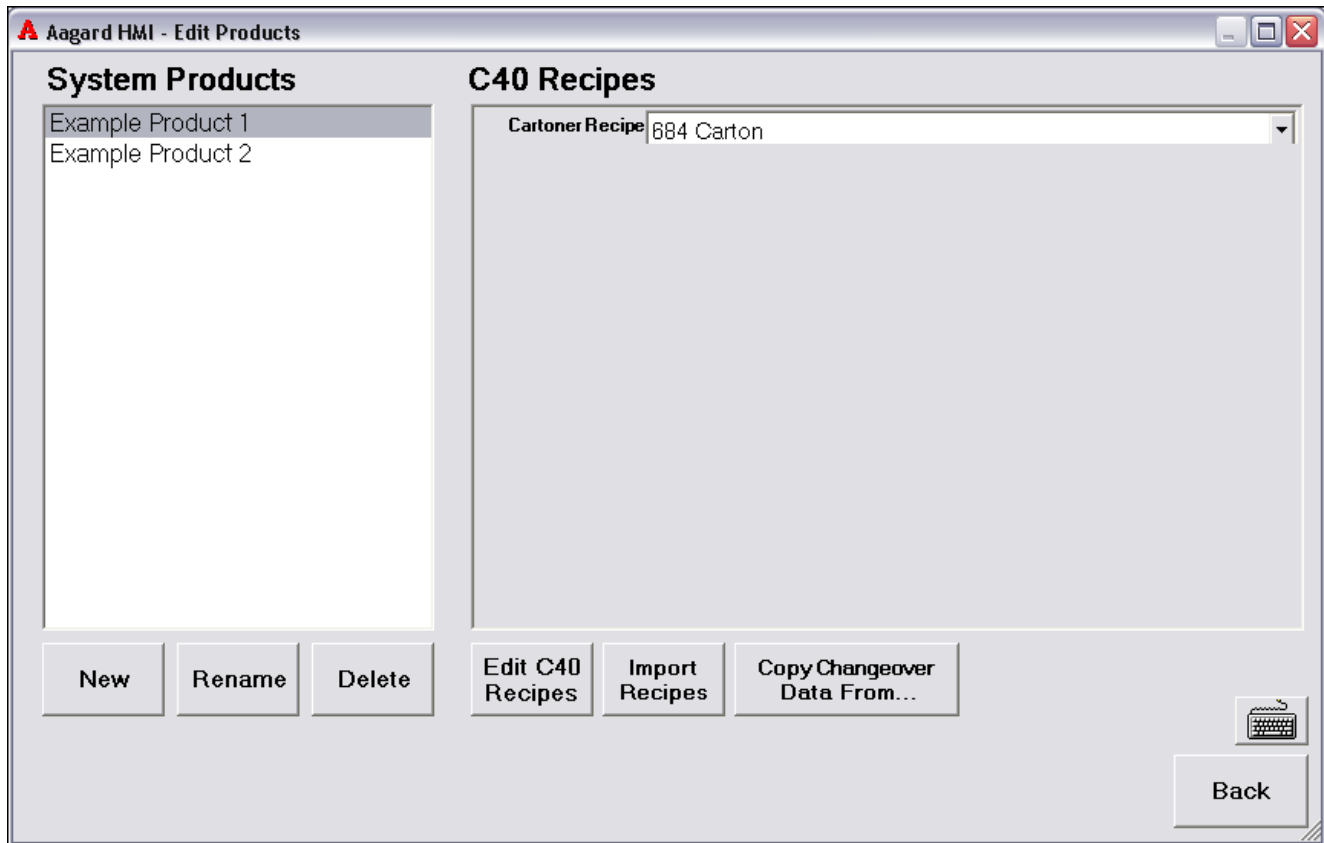 Aagard HMI - Edit Products
System Products
Example Product 1
Example Product 2
C40 Recipes
Cartoner Recipe 684 Carton
New Rename Delete
Edit C40
Recipes
Import
Recipes
Copy Changeover
Data From...
Back